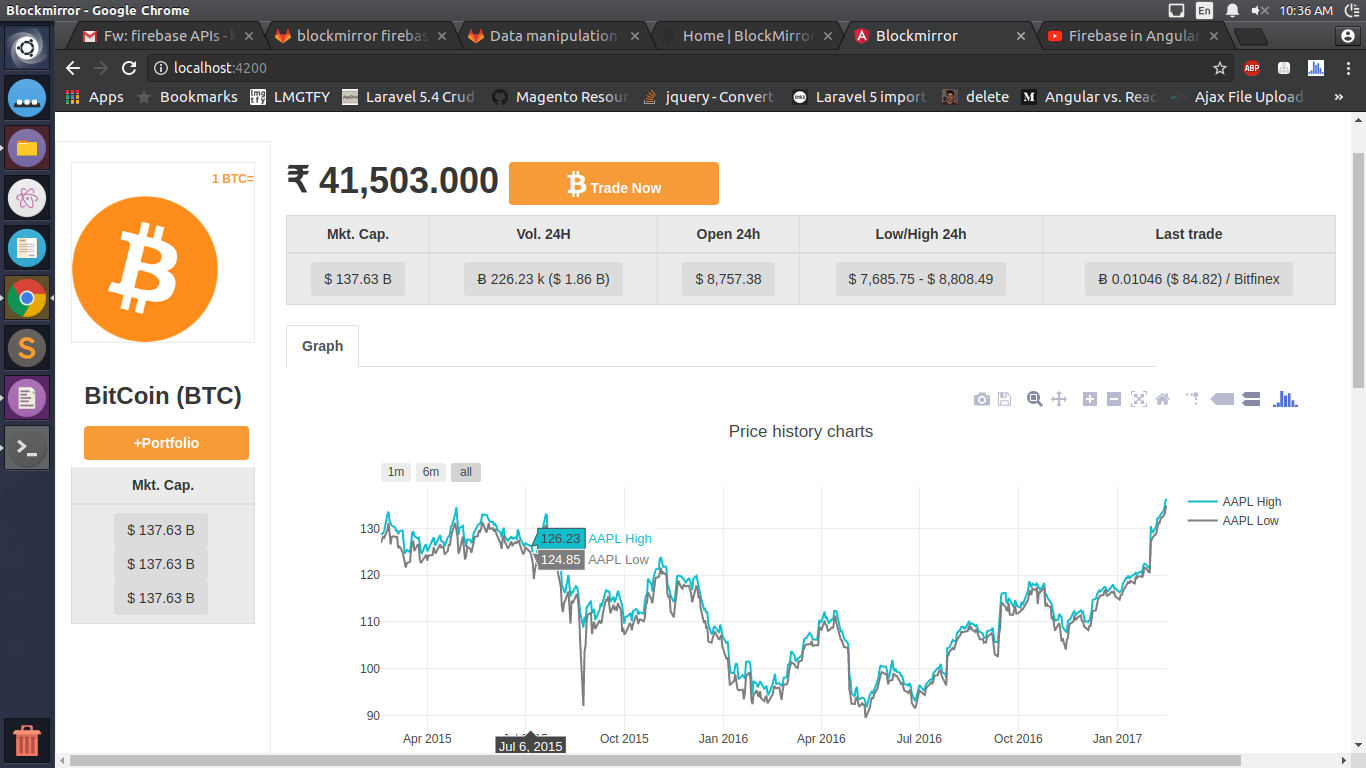 Blockmirror - Google Chrome
En
10:36 AM
Fw: firebase APIs -
blockmirror fireba
Data manipulation
Home | BlockMirro
Blockmirror
Firebase in Angular
localhost:4200
ABP
Apps
Bookmarks
LMGTFY
Laravel 5.4 Crud
Magento Resour
jquery - Convert
Laravel 5 import
delete
Angular vs. Reac
Ajax File Upload
»
1 BTC=
BitCoin (BTC)
+Portfolio
Mkt. Cap.
$ 137.63 B
$ 137.63 B
$ 137.63 B
₹ 41,503.000
Trade Now
Mkt. Cap. Vol. 24H Open 24h Low/High 24h Last trade
$ 137.63 B Ƀ 226.23 k ($ 1.86 B) $ 8,757.38 $ 7,685.75 - $ 8,808.49 Ƀ 0.01046 ($ 84.82) / Bitfinex
Graph
Price history charts
1m 6m all
AAPL High
AAPL Low
130
120
110
100
90
126.23 AAPL High
124.85 AAPL Low
Apr 2015 Oct 2015 Jan 2016 Apr 2016 Jul 2016 Oct 2016 Jan 2017
Jul 6, 2015